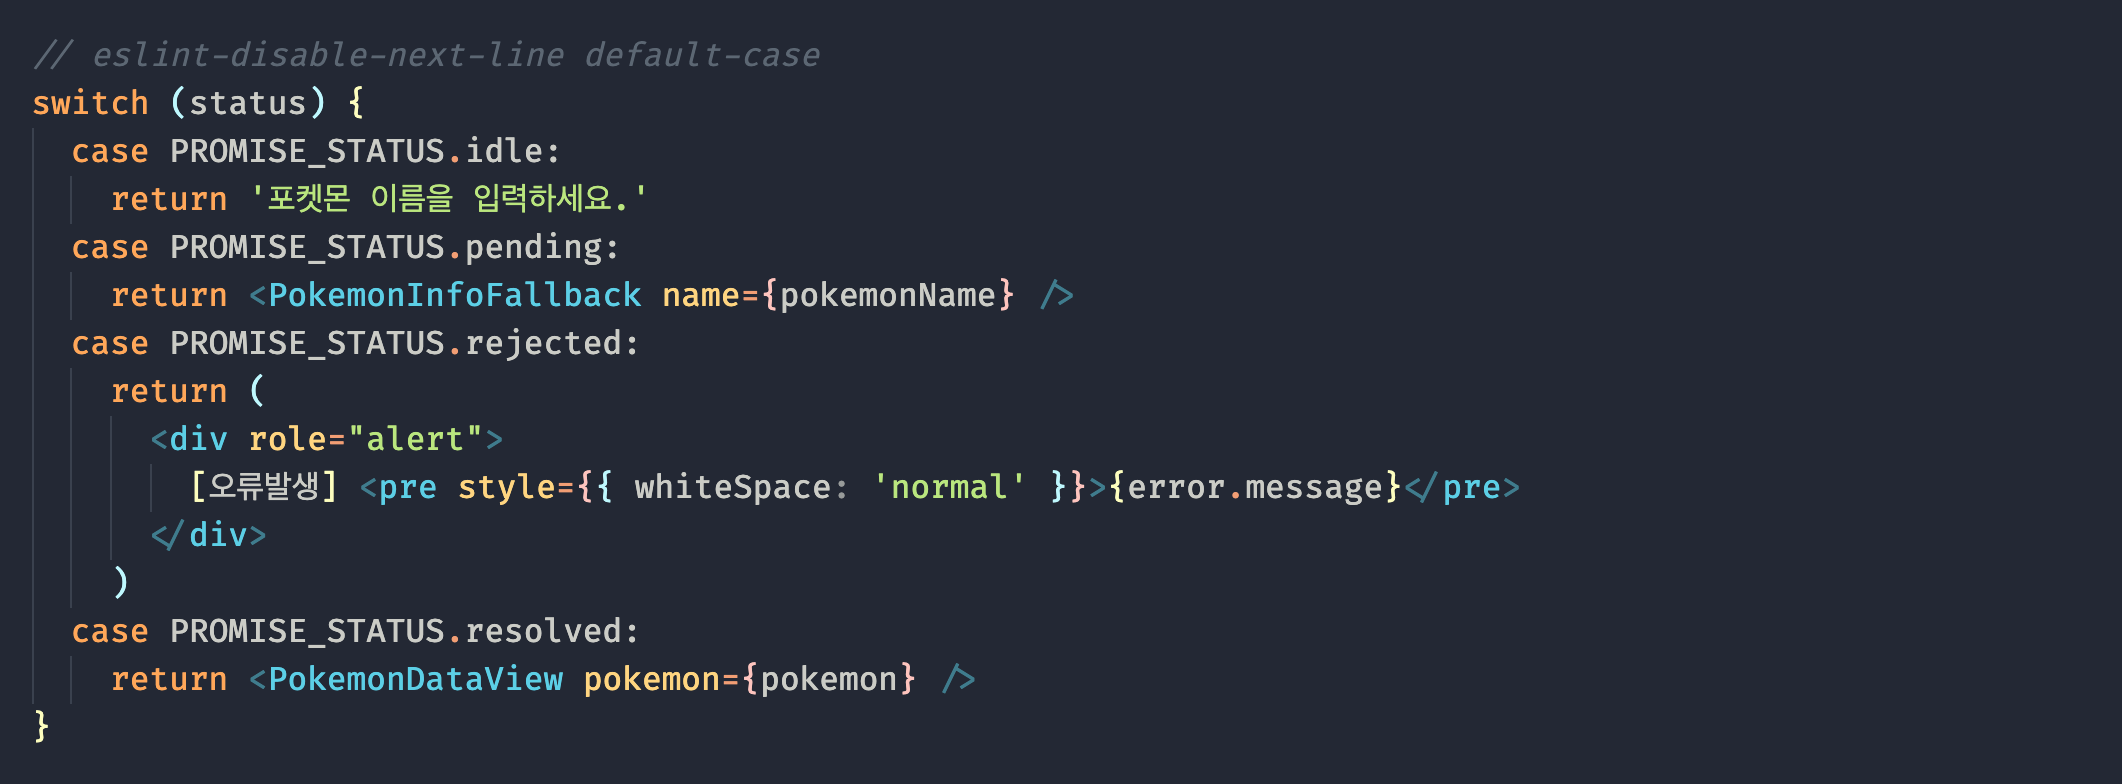 // eslint-disable-next-line default-case
switch (status) {
  case PROMISE_STATUS.idle:
    return '포켓몬 이름을 입력하세요.'
  case PROMISE_STATUS.pending:
    return <PokemonInfoFallback name={pokemonName} />
  case PROMISE_STATUS.rejected:
    return (
      <div role="alert">
        [오류발생] <pre style={{ whiteSpace: 'normal' }}>{error.message}</pre>
      </div>
    )
  case PROMISE_STATUS.resolved:
    return <PokemonDataView pokemon={pokemon} />
}